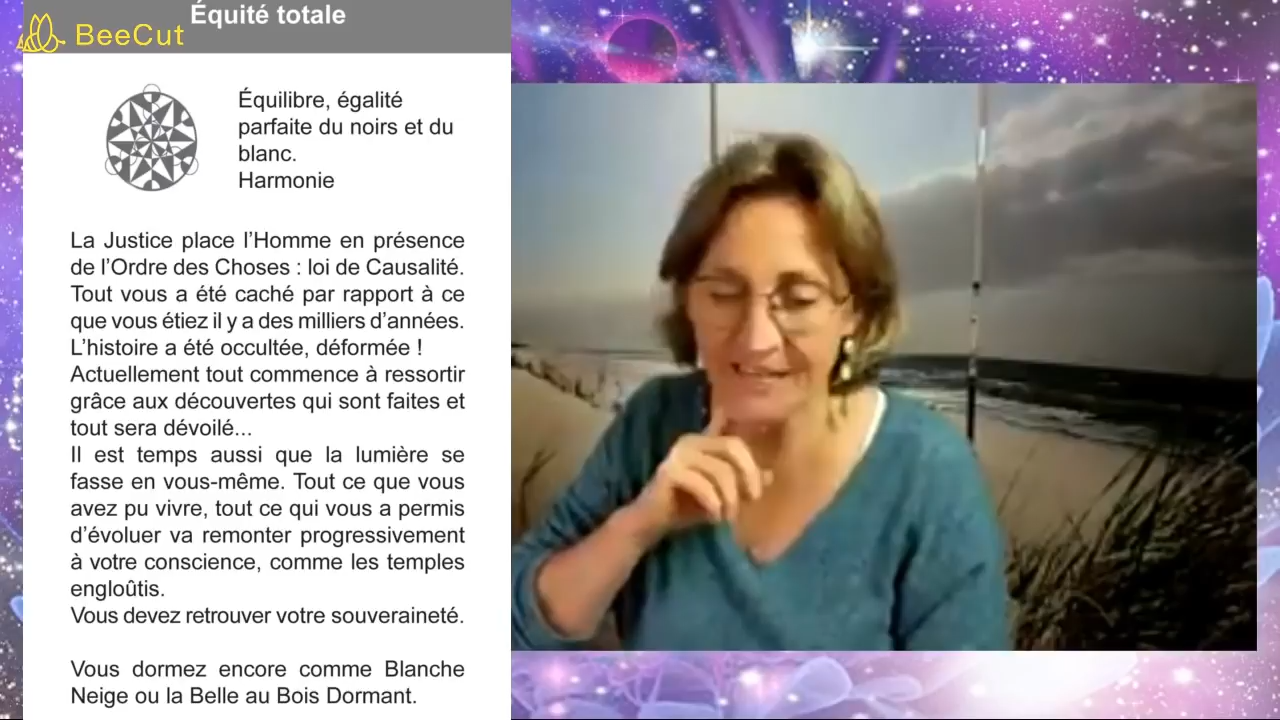 Équité totale
BeeCut
Équilibre, égalité
parfaite du noirs et du
blanc.
Harmonie
La Justice place l’Homme en présence
de l’Ordre des Choses : loi de Causalité.
Tout vous a été caché par rapport à ce
que vous étiez il y a des milliers d’années.
L’histoire a été occultée, déformée !
Actuellement tout commence à ressortir
grâce aux découvertes qui sont faites et
tout sera dévoilé...
Il est temps aussi que la lumière se
fasse en vous-même. Tout ce que vous
avez pu vivre, tout ce qui vous a permis
d’évoluer va remonter progressivement
à votre conscience, comme les temples
engloûtis.
Vous devez retrouver votre souveraineté.
Vous dormez encore comme Blanche
Neige ou la Belle au Bois Dormant.